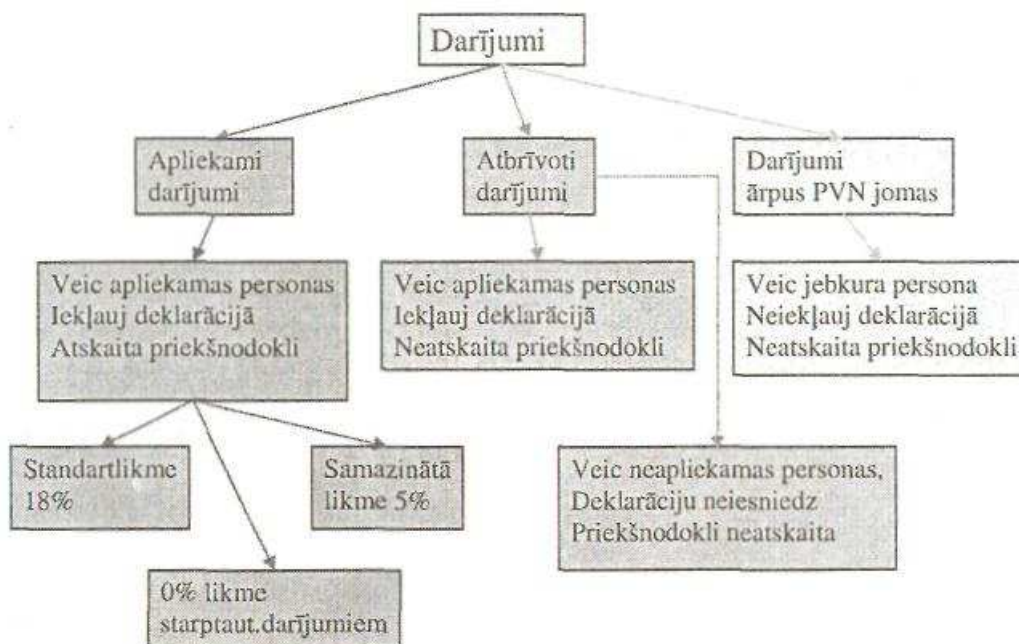 Darījumi
Apliekami
darījumi
Atbrīvoti
darījumi
Darījumi
ārpus PVN jomas
Veic apliekamas personas
Iekļauj deklarācijā
Atskaita priekšnodokli
Veic apliekamas personas
Iekļauj deklarācijā
Neatskaita priekšnodokli
Veic jebkura persona
Neiekļauj deklarācijā
Neatskaita priekšnodokli
Standartlikme
18%
Samazinātā
likme 5%
Veic neapliekamas personas,
Deklarāciju neiesniedz
Priekšnodokli neatskaita
0% likme
starptaut.darījumiem